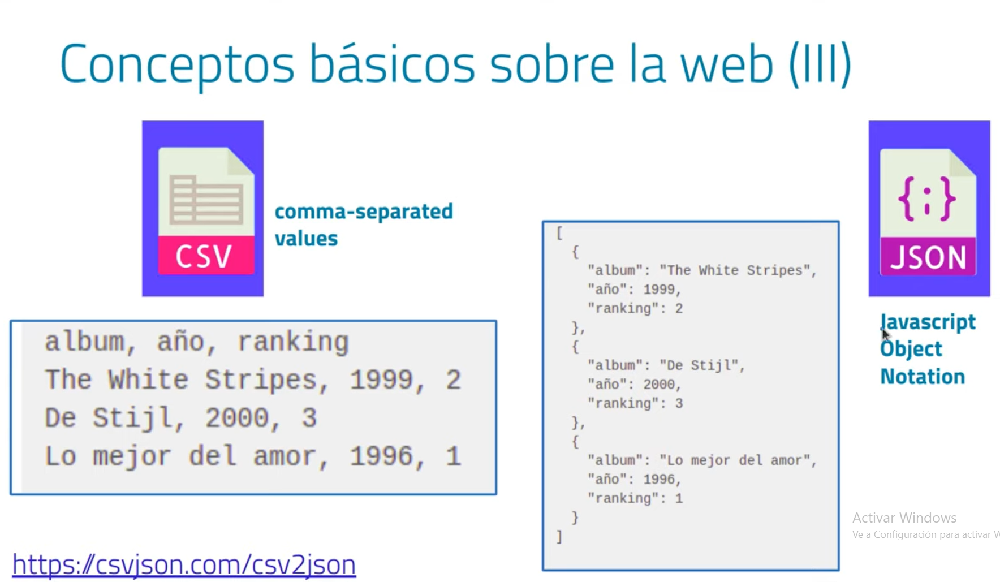 Conceptos básicos sobre la web (III)
CSV
comma-separated
values
album, año, ranking
The White Stripes, 1999, 2
De Stijl, 2000, 3
Lo mejor del amor, 1996, 1
https://csvjson.com/csv2json
[
{
"album": "The White Stripes",
"año": 1999,
"ranking": 2
},
{
"album": "De Stijl",
"año": 2000,
"ranking": 3
},
{
"album": "Lo mejor del amor",
"año": 1996,
"ranking": 1
}
]
{;}
JSON
Javascript
Object
Notation
Activar Windows
Ve a Configuración para activar W